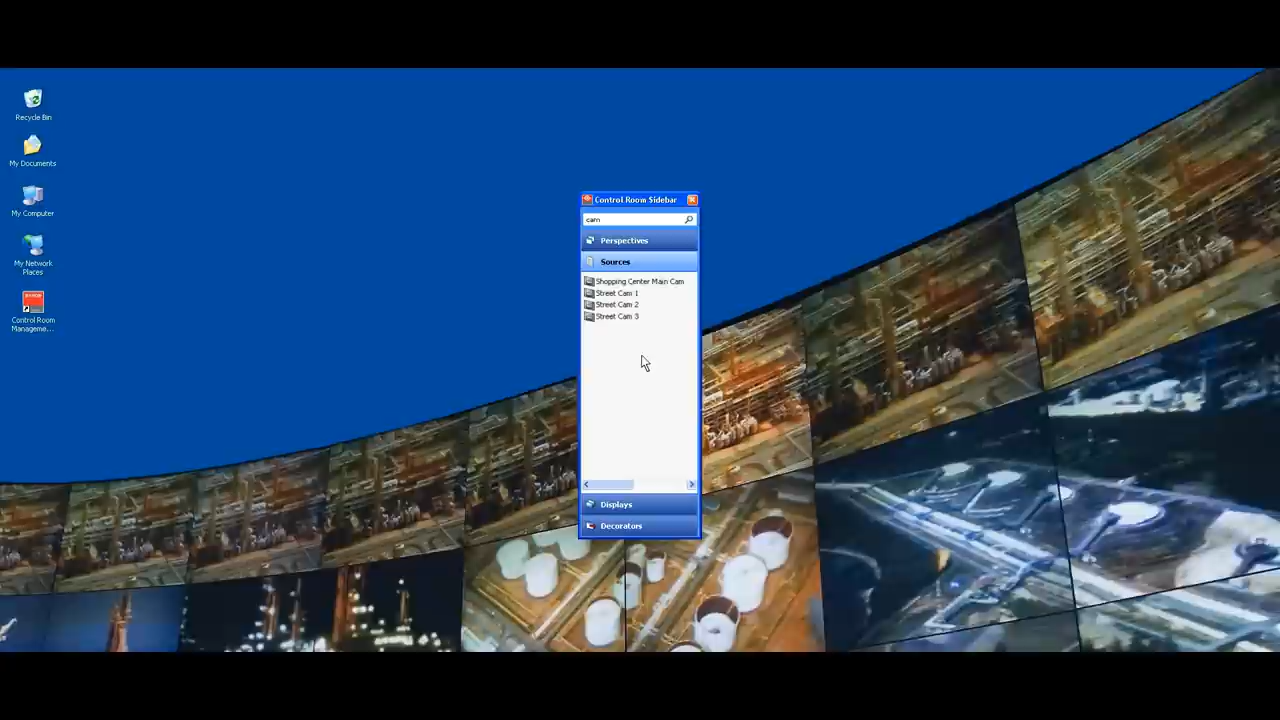 Recycle Bin
My Documents
My Computer
My Network
Places
Control Room
Manageme...
Control Room Sidebar
cam
Perspectives
Sources
Shopping Center Main Cam
Street Cam 1
Street Cam 2
Street Cam 3
Displays
Decorators